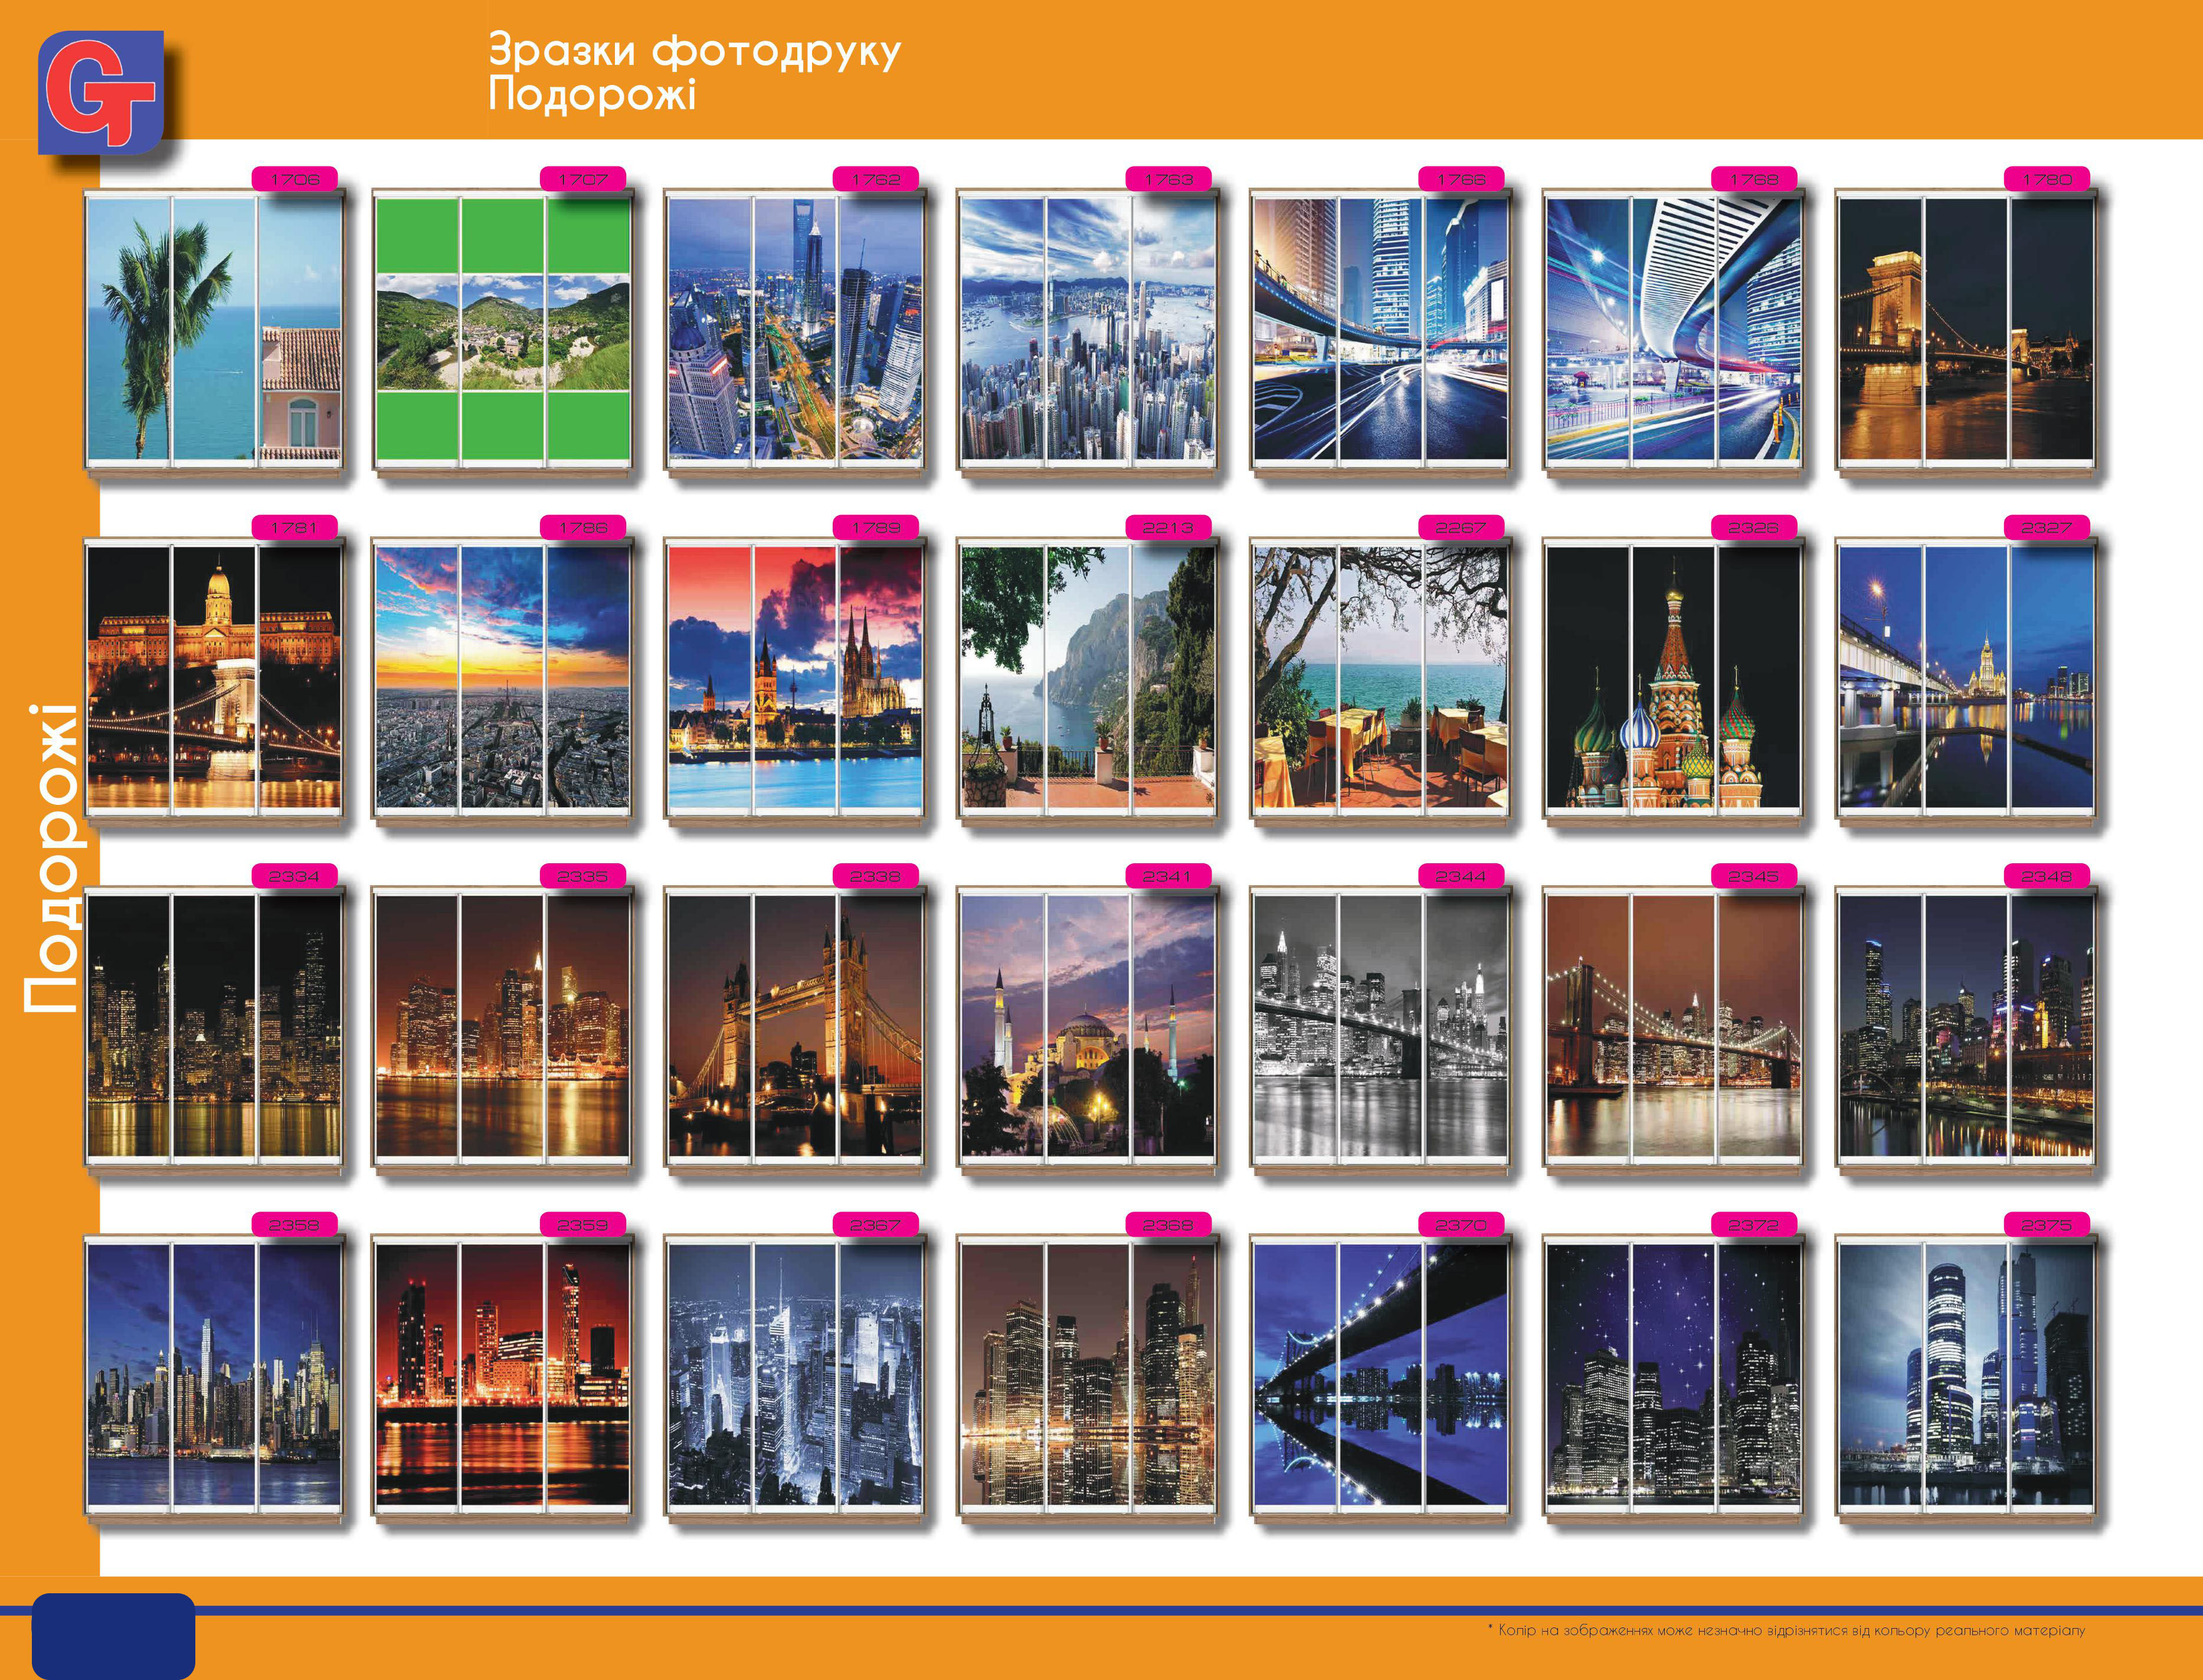 GT
Зразки фотодруку
Подорожі
1706 1707 1762 1763 1766 1768 1780
1781 1786 1789 2213 2267 2326 2327
Подорожі
2334 2335 2338 2341 2344 2345 2348
2358 2359 2367 2368 2370 2372 2375
* Колір на зображеннях може незначно відрізнятися від кольору реального матеріалу